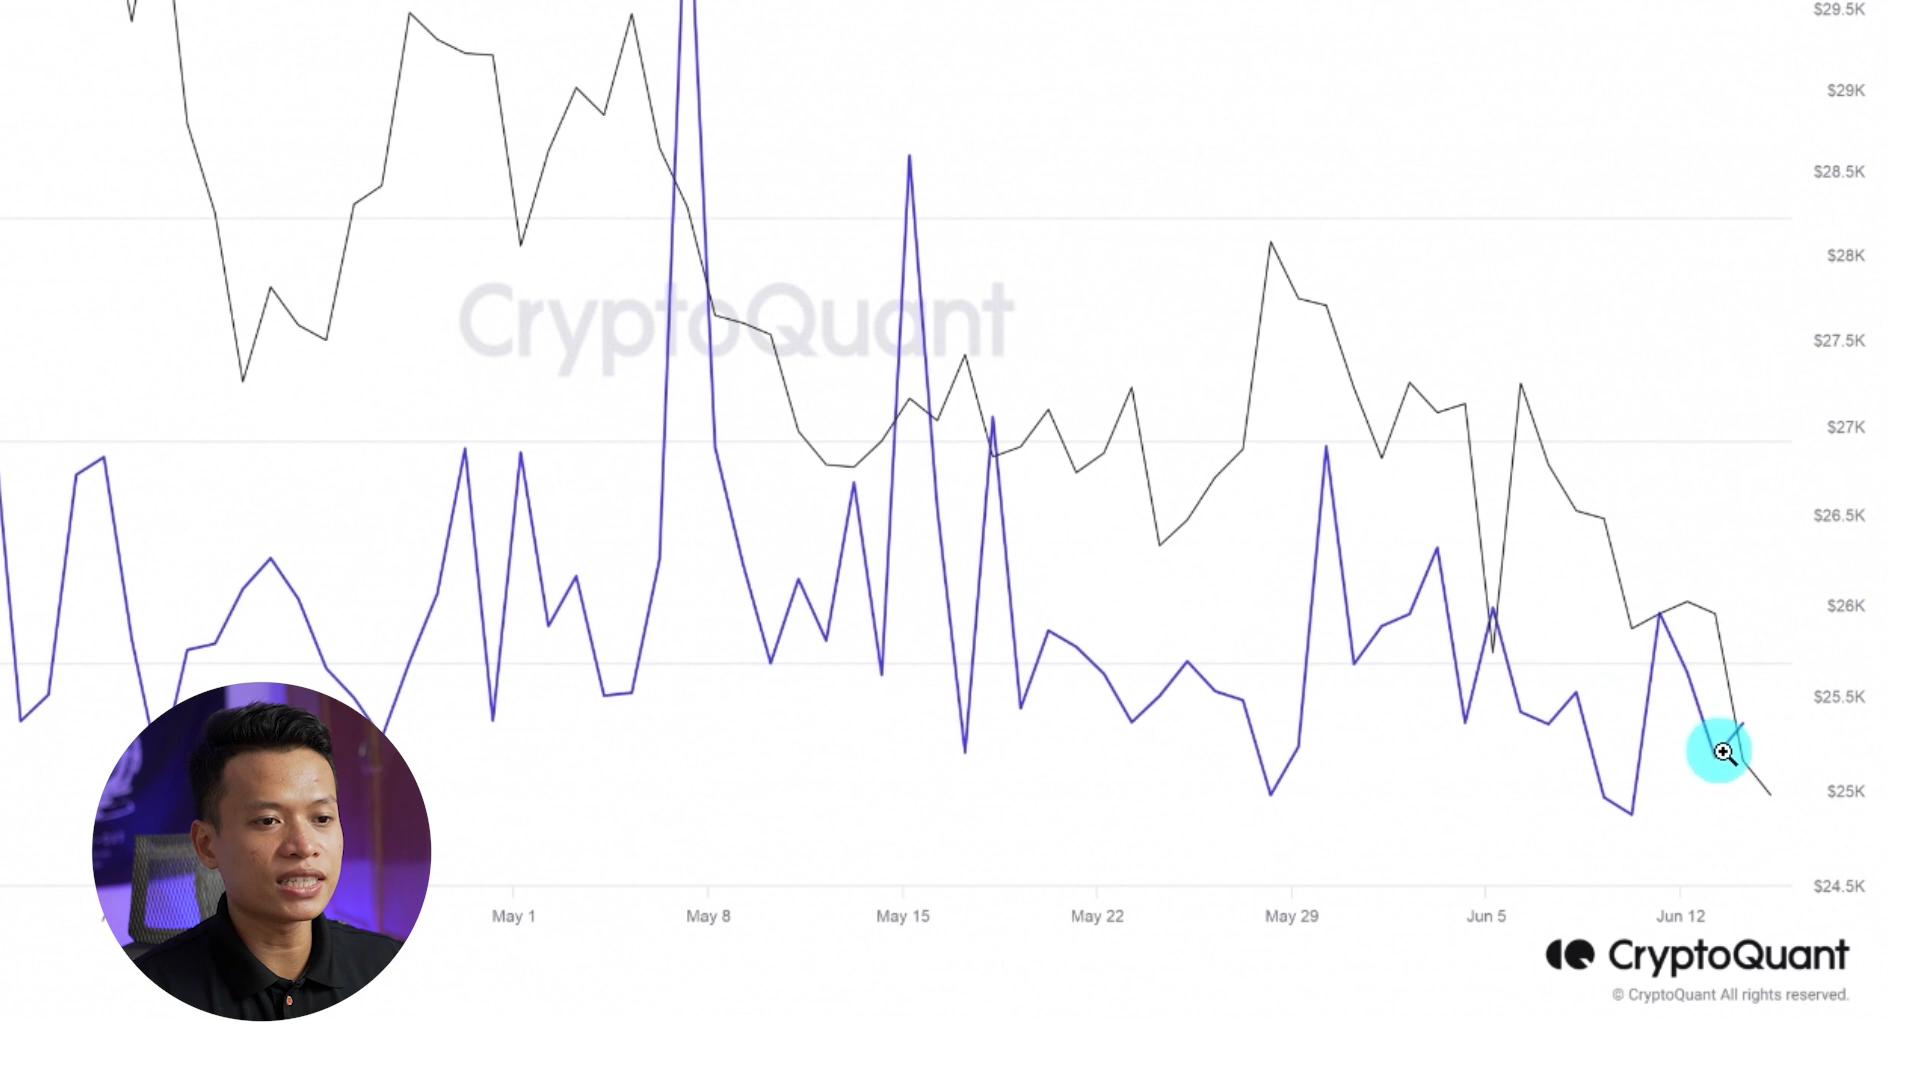 $29.5K
$29K
$28.5K
$28K
CryptoQuant
$27.5K
$27K
$26.5K
$26K
$25.5K
$25K
$24.5K
May 1
May 8
May 15
May 22
May 29
Jun 5
Jun 12
CryptoQuant
© CryptoQuant All rights reserved.